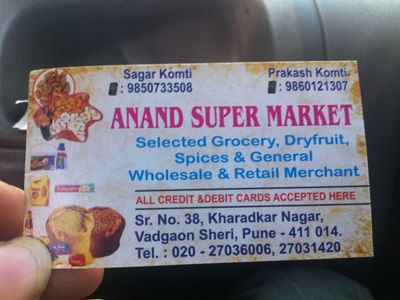 Sagar Komti
: 9850733508
Prakash Komti
: 9860121307
ANAND SUPER MARKET
Selected Grocery, Dryfruit,
Spices & General
Wholesale & Retail Merchant
ALL CREDIT &DEBIT CARDS ACCEPTED HERE
Sr. No. 38, Kharadkar Nagar,
Vadgaon Sheri, Pune - 411 014.
Tel. : 020 - 27036006, 27031420